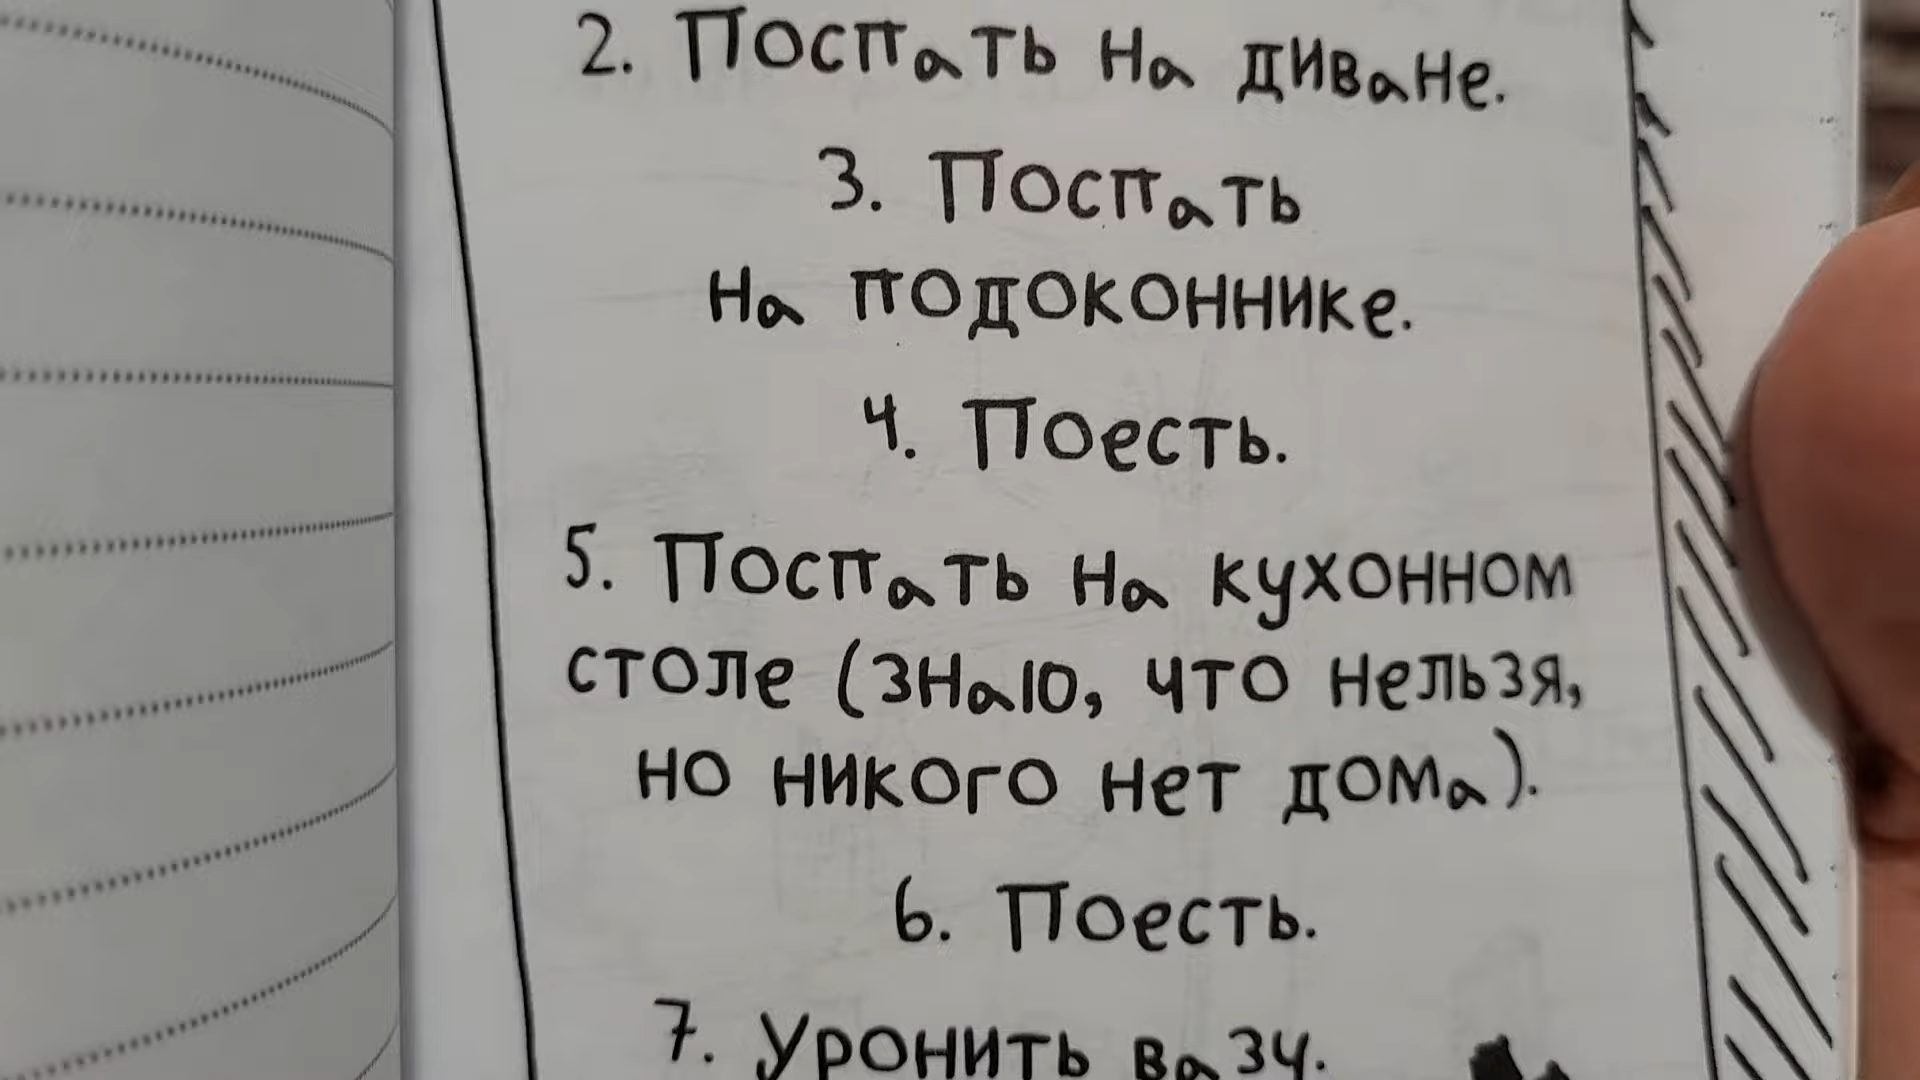 2. Поспать на диване.
3. Поспать
на подоконнике.
4. Поесть.
5. Поспать на кухонном
столе (знаю, что нельзя,
но никого нет дома).
6. Поесть.
7. Уронить вазу.